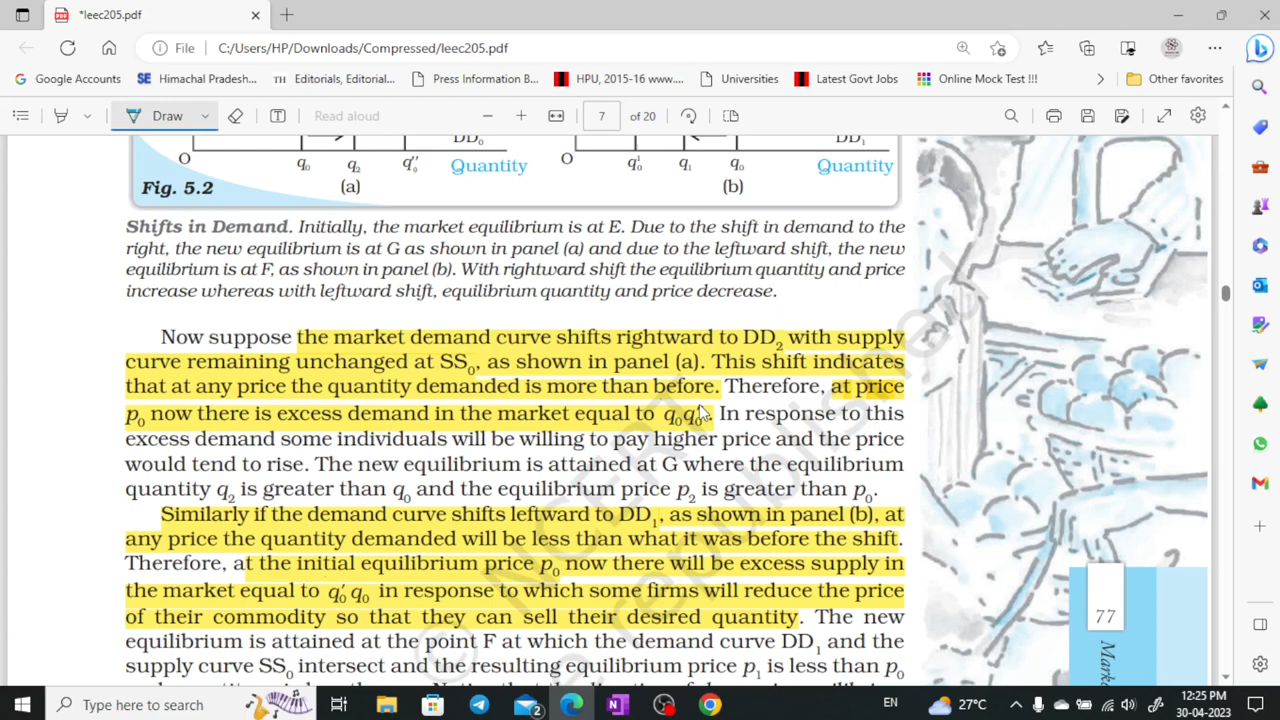 *leec205.pdf
File C:/Users/HP/Downloads/Compressed/leec205.pdf
Google Accounts SE Himachal Pradesh... TH Editorials, Editorial... Press Information B... HPU, 2015-16 www.... Universities Latest Govt Jobs Online Mock Test !!! Other favorites
Draw Read aloud 7 of 20
DD₀ DD₁
O q₀ q₂ q₀′′ Quantity O q₀′ q₁ q₀ Quantity
Fig. 5.2 (a) (b)
Shifts in Demand. Initially, the market equilibrium is at E. Due to the shift in demand to the
right, the new equilibrium is at G as shown in panel (a) and due to the leftward shift, the new
equilibrium is at F, as shown in panel (b). With rightward shift the equilibrium quantity and price
increase whereas with leftward shift, equilibrium quantity and price decrease.
Now suppose the market demand curve shifts rightward to DD₂ with supply
curve remaining unchanged at SS₀, as shown in panel (a). This shift indicates
that at any price the quantity demanded is more than before. Therefore, at price
p₀ now there is excess demand in the market equal to q₀q₀′′. In response to this
excess demand some individuals will be willing to pay higher price and the price
would tend to rise. The new equilibrium is attained at G where the equilibrium
quantity q₂ is greater than q₀ and the equilibrium price p₂ is greater than p₀.
Similarly if the demand curve shifts leftward to DD₁, as shown in panel (b), at
any price the quantity demanded will be less than what it was before the shift.
Therefore, at the initial equilibrium price p₀ now there will be excess supply in
the market equal to q₀′ q₀ in response to which some firms will reduce the price
of their commodity so that they can sell their desired quantity. The new
equilibrium is attained at the point F at which the demand curve DD₁ and the
supply curve SS₀ intersect and the resulting equilibrium price p₁ is less than p₀
77
© NCERT
republished
Type here to search 2 EN 27°C 12:25 PM
30-04-2023